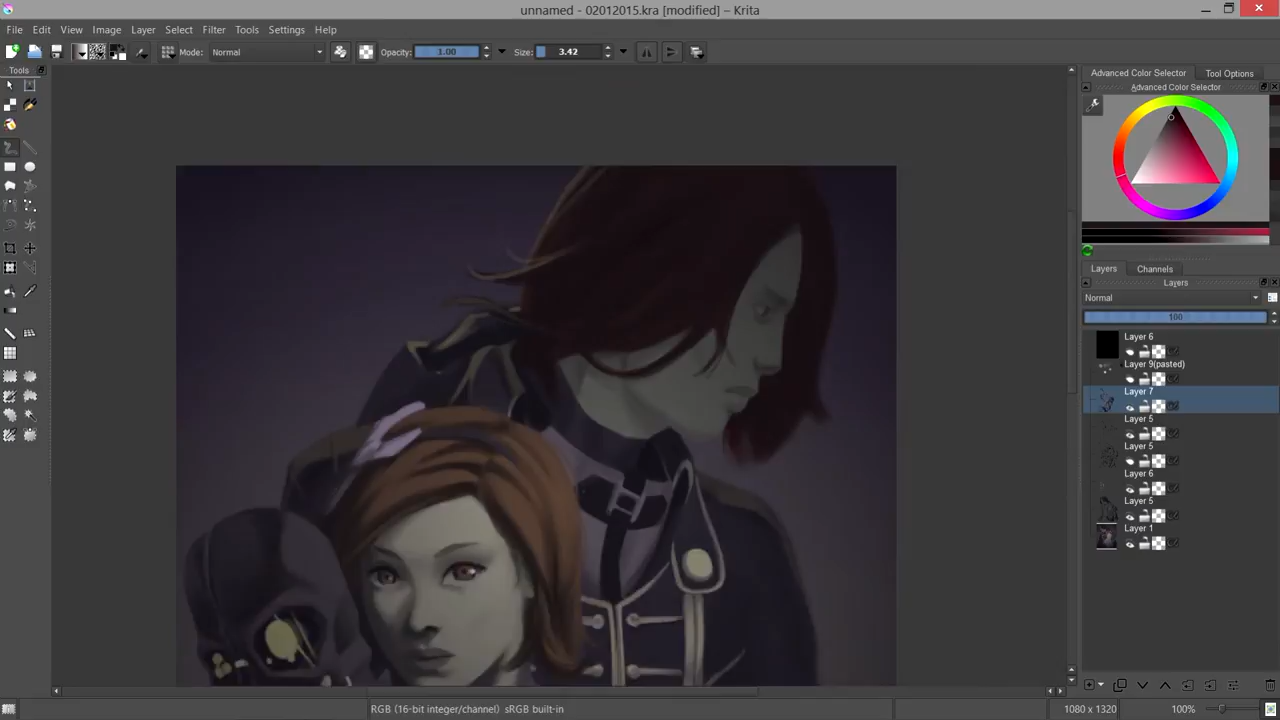 unnamed - 02012015.kra [modified] – Krita
File Edit View Image Layer Select Filter Tools Settings Help
Mode: Normal Opacity: 1.00 Size: 3.42
Tools
Advanced Color Selector Tool Options
Advanced Color Selector
Layers Channels
Layers
Normal
100
Layer 6
Layer 9(pasted)
Layer 7
Layer 5
Layer 5
Layer 6
Layer 5
Layer 1
RGB (16-bit integer/channel) sRGB built-in 1080 x 1320 100%